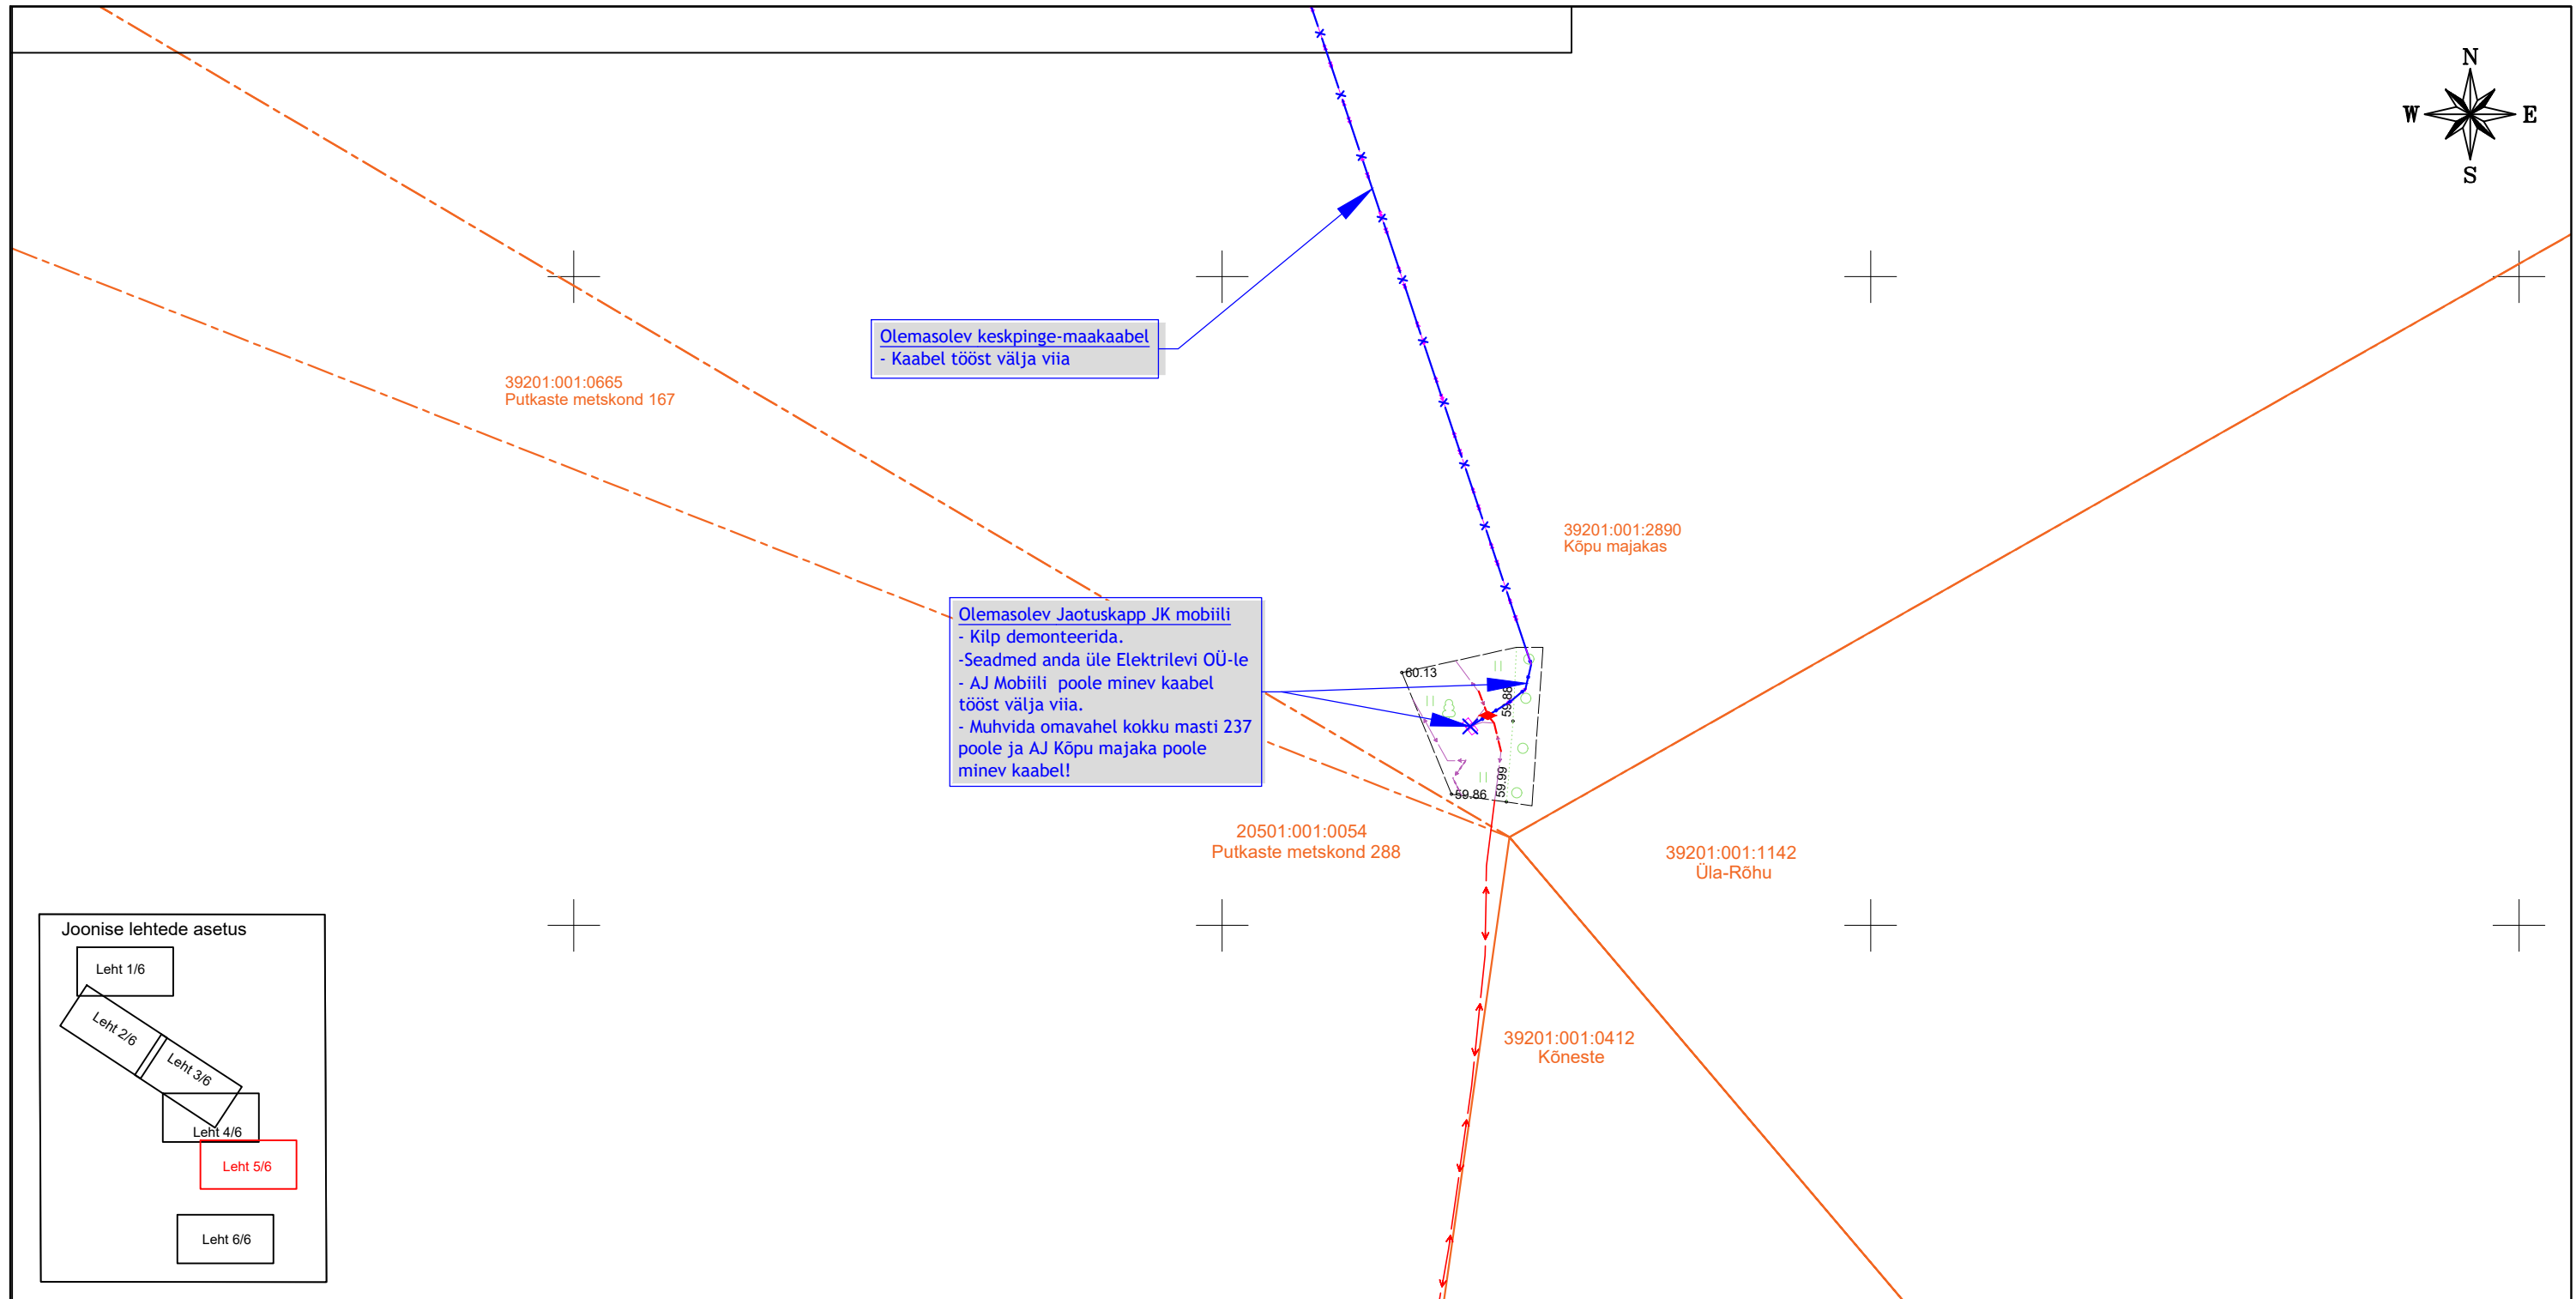 N
W E
S
Olemasolev keskpinge-maakaabel
- Kaabel tööst välja viia
39201:001:0665
Putkaste metskond 167
39201:001:2890
Kõpu majakas
Olemasolev Jaotuskapp JK mobiili
- Kilp demonteerida.
-Seadmed anda üle Elektrilevi OÜ-le
- AJ Mobiili poole minev kaabel
tööst välja viia.
- Muhvida omavahel kokku masti 237
poole ja AJ Kõpu majaka poole
minev kaabel!
60.13
59.88
59.99
59.86
20501:001:0054
Putkaste metskond 288
39201:001:1142
Üla-Rõhu
39201:001:0412
Kõneste
Joonise lehtede asetus
Leht 1/6
Leht 2/6
Leht 3/6
Leht 4/6
Leht 5/6
Leht 6/6